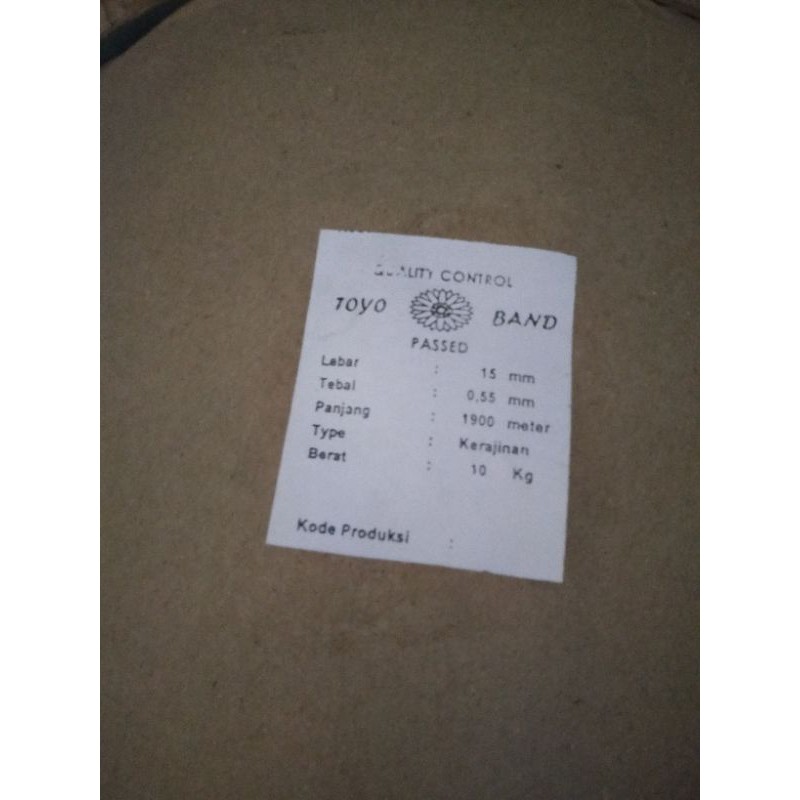 QUALITY CONTROL
TOYO BAND
PASSED
Lebar : 15 mm
Tebal : 0,55 mm
Panjang : 1900 meter
Type : Kerajinan
Berat : 10 Kg
Kode Produksi :